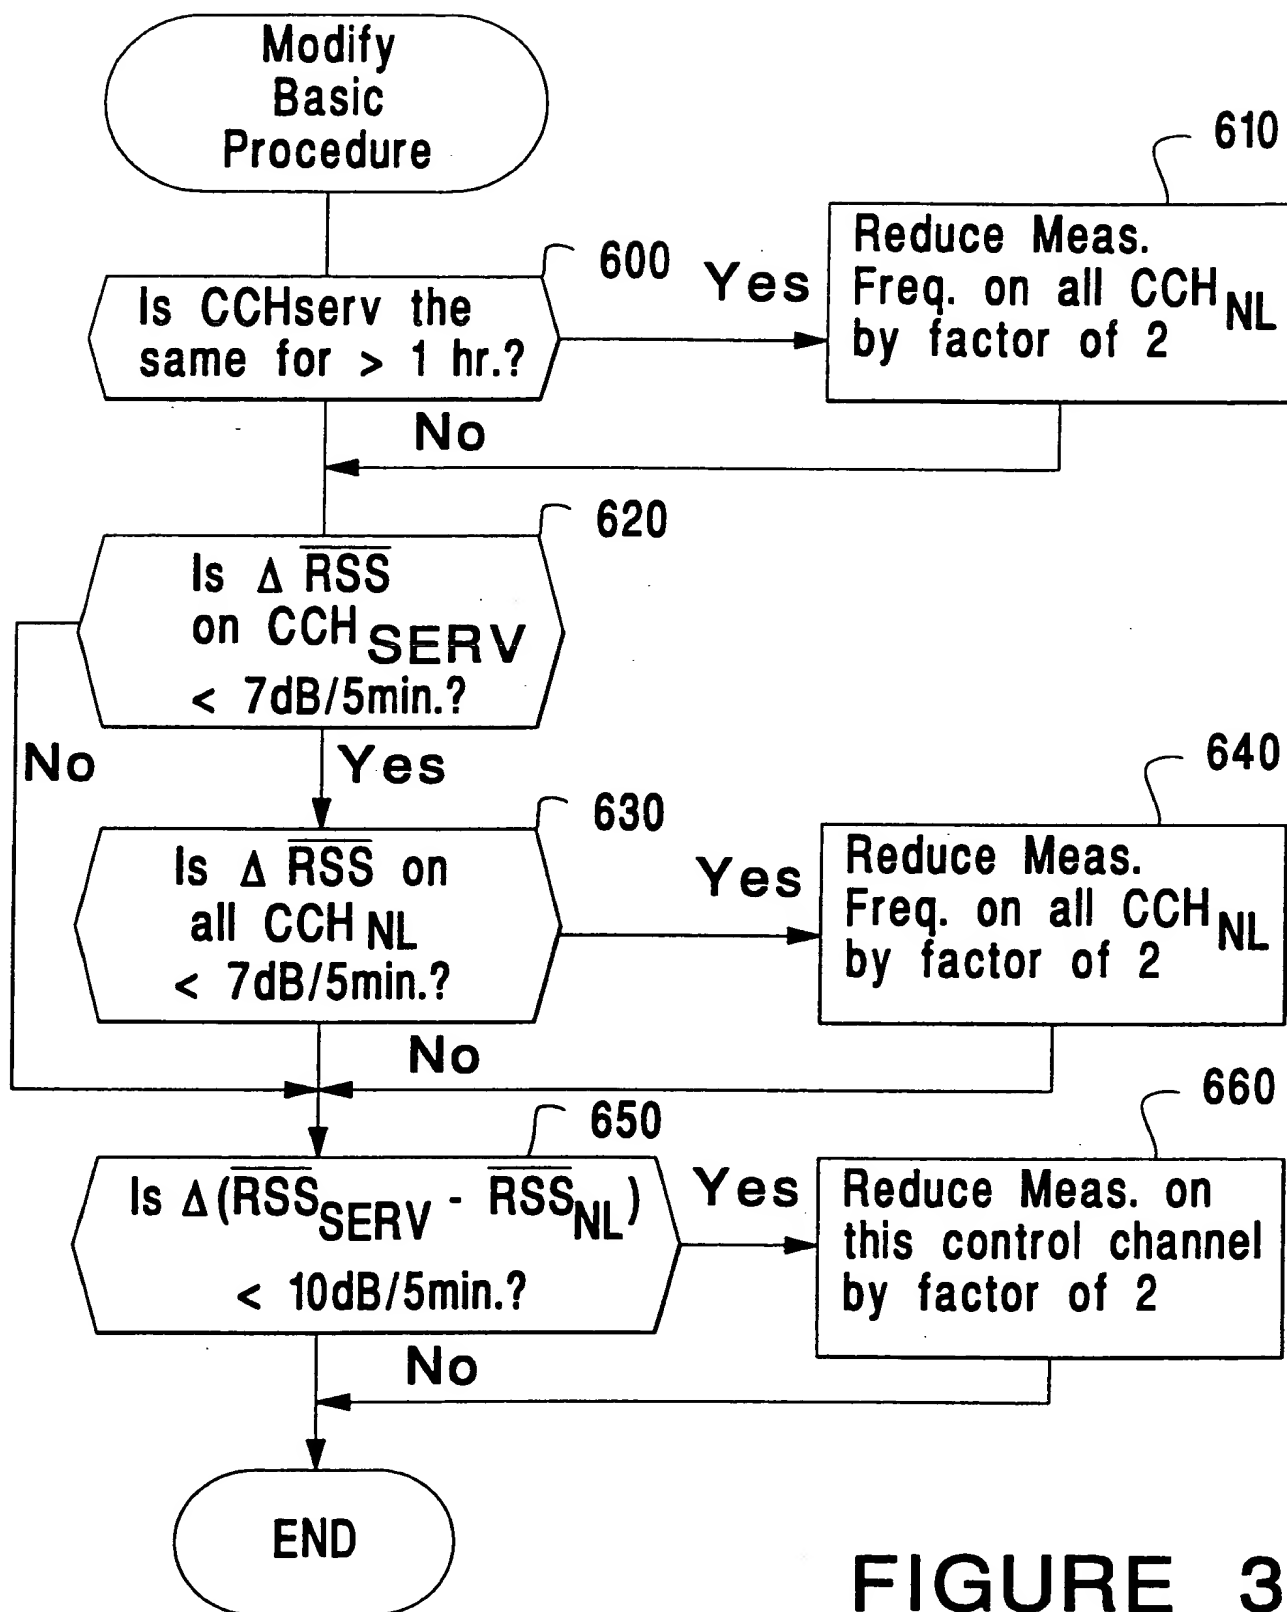 Modify
Basic
Procedure
610
Reduce Meas.
Freq. on all CCH NL
by factor of 2
600
Yes
Is CCHserv the
same for > 1 hr.?
No
620
Is Δ R̅S̅S̅
on CCH SERV
< 7dB/5min.?
No
Yes
640
630
Is Δ R̅S̅S̅ on
all CCH NL
< 7dB/5min.?
Yes
Reduce Meas.
Freq. on all CCH NL
by factor of 2
No
660
650
Is Δ(R̅S̅S̅ SERV - R̅S̅S̅ NL)
< 10dB/5min.?
Yes
Reduce Meas. on
this control channel
by factor of 2
No
END
FIGURE 3